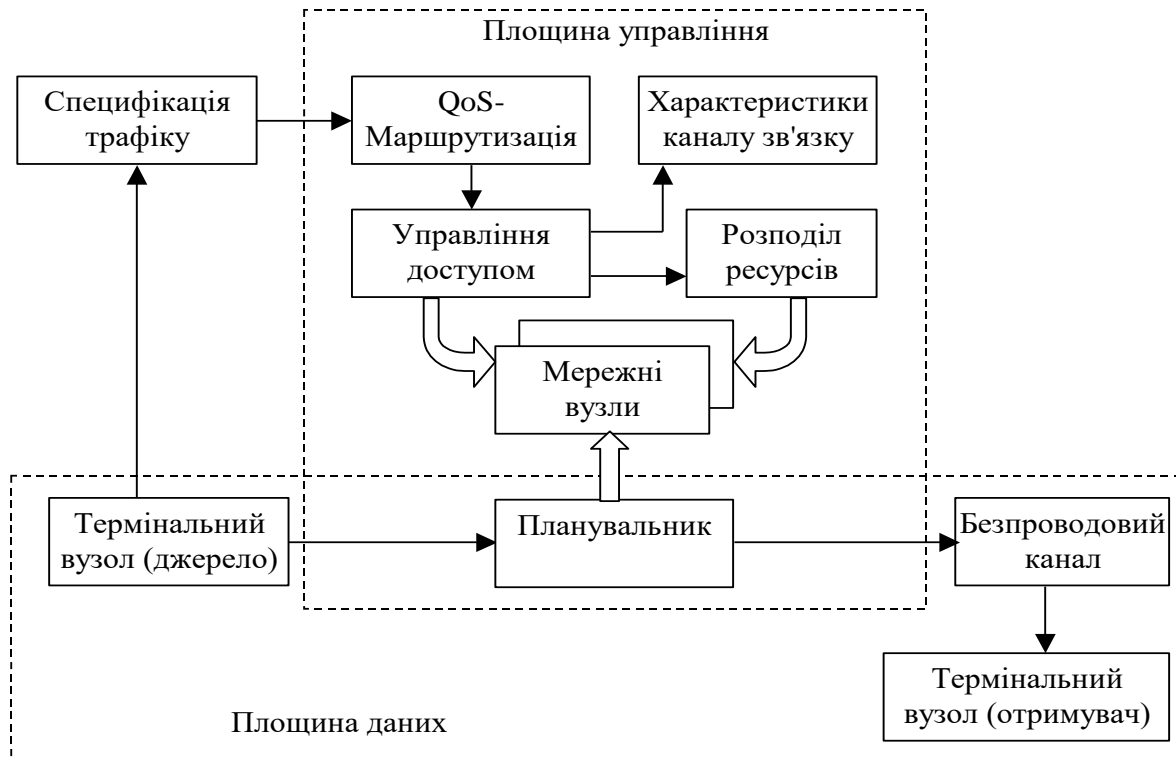 Площина управління
Специфікація
трафіку
QoS-
Маршрутизація
Характеристики
каналу зв'язку
Управління
доступом
Розподіл
ресурсів
Мережні
вузли
Термінальний
вузол (джерело)
Планувальник
Безпроводовий
канал
Термінальний
вузол (отримувач)
Площина даних